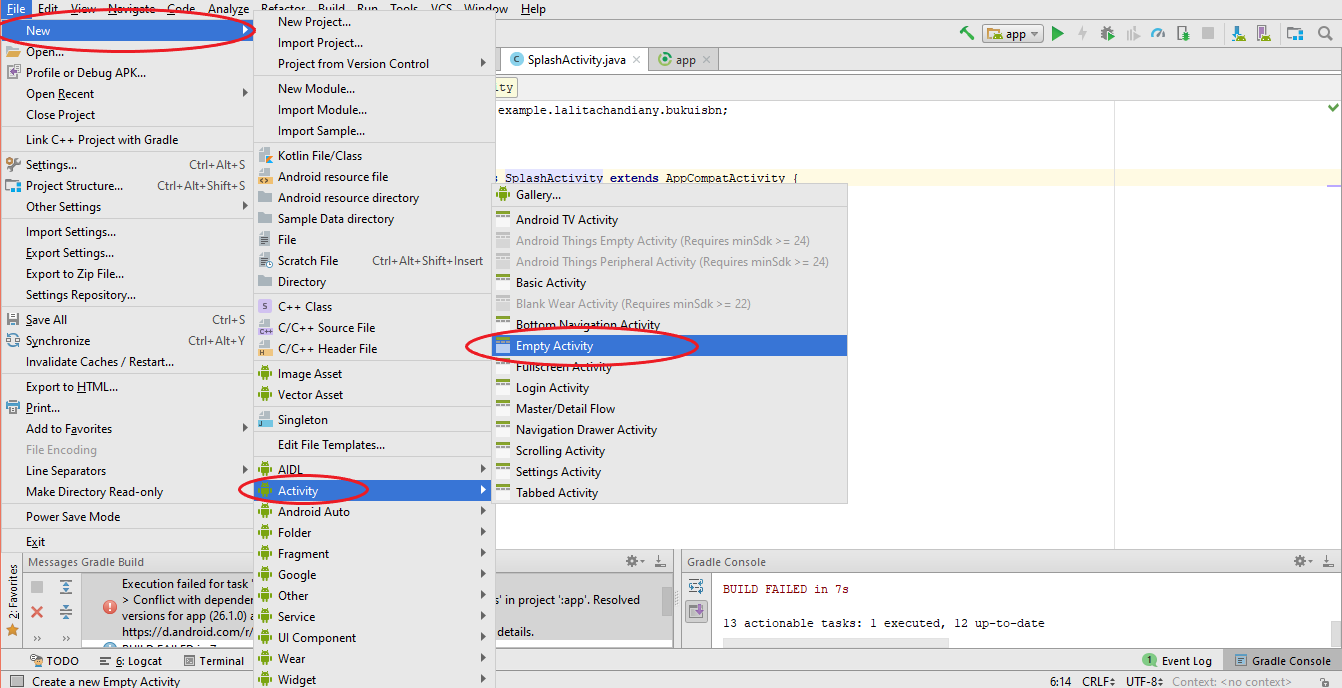 File Edit View Navigate Code Analyze Refactor Build Run Tools VCS Window Help
New
Open...
Profile or Debug APK...
Open Recent
Close Project
Link C++ Project with Gradle
Settings... Ctrl+Alt+S
Project Structure... Ctrl+Alt+Shift+S
Other Settings
Import Settings...
Export Settings...
Export to Zip File...
Settings Repository...
Save All Ctrl+S
Synchronize Ctrl+Alt+Y
Invalidate Caches / Restart...
Export to HTML...
Print...
Add to Favorites
File Encoding
Line Separators
Make Directory Read-only
Power Save Mode
Exit
New Project...
Import Project...
Project from Version Control
New Module...
Import Module...
Import Sample...
Kotlin File/Class
Android resource file
Android resource directory
Sample Data directory
File
Scratch File Ctrl+Alt+Shift+Insert
Directory
S C++ Class
C++ C/C++ Source File
H C/C++ Header File
Image Asset
Vector Asset
Singleton
Edit File Templates...
AIDL
Activity
Android Auto
Folder
Fragment
Google
Other
Service
UI Component
Wear
Widget
Gallery...
Android TV Activity
Android Things Empty Activity (Requires minSdk >= 24)
Android Things Peripheral Activity (Requires minSdk >= 24)
Basic Activity
Blank Wear Activity (Requires minSdk >= 22)
Bottom Navigation Activity
Empty Activity
Fullscreen Activity
Login Activity
Master/Detail Flow
Navigation Drawer Activity
Scrolling Activity
Settings Activity
Tabbed Activity
app
C SplashActivity.java app
ty
example.lalitachandiany.bukuisbn;
s SplashActivity extends AppCompatActivity {
2: Favorites
Messages Gradle Build
Execution failed for task '
> Conflict with depender s' in project ':app'. Resolved
versions for app (26.1.0) a
https://d.android.com/r/ details.
BUILD FAILED in 7s
Gradle Console
BUILD FAILED in 7s
13 actionable tasks: 1 executed, 12 up-to-date
TODO 6: Logcat Terminal 1 Event Log Gradle Console
Create a new Empty Activity 6:14 CRLF UTF-8 Context: <no context>